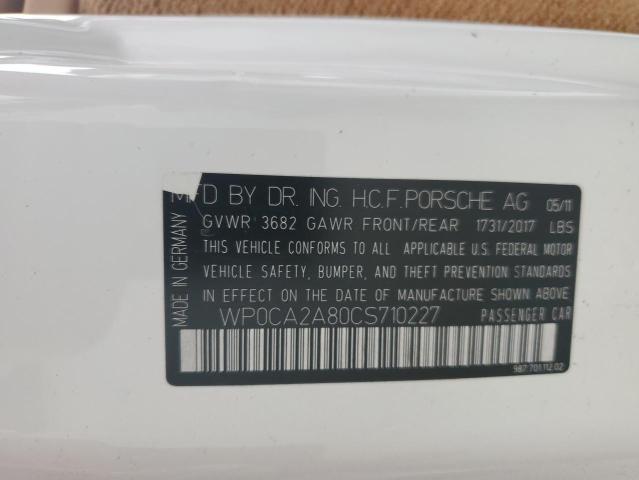 MADE IN GERMANY
MFD BY DR. ING. H.C.F. PORSCHE AG 05/11
GVWR 3682 GAWR FRONT/REAR 1731/2017 LBS
THIS VEHICLE CONFORMS TO ALL APPLICABLE U.S. FEDERAL MOTOR
VEHICLE SAFETY, BUMPER, AND THEFT PREVENTION STANDARDS
IN EFFECT ON THE DATE OF MANUFACTURE SHOWN ABOVE
WP0CA2A80CS710227 PASSENGER CAR
987.701.112.02